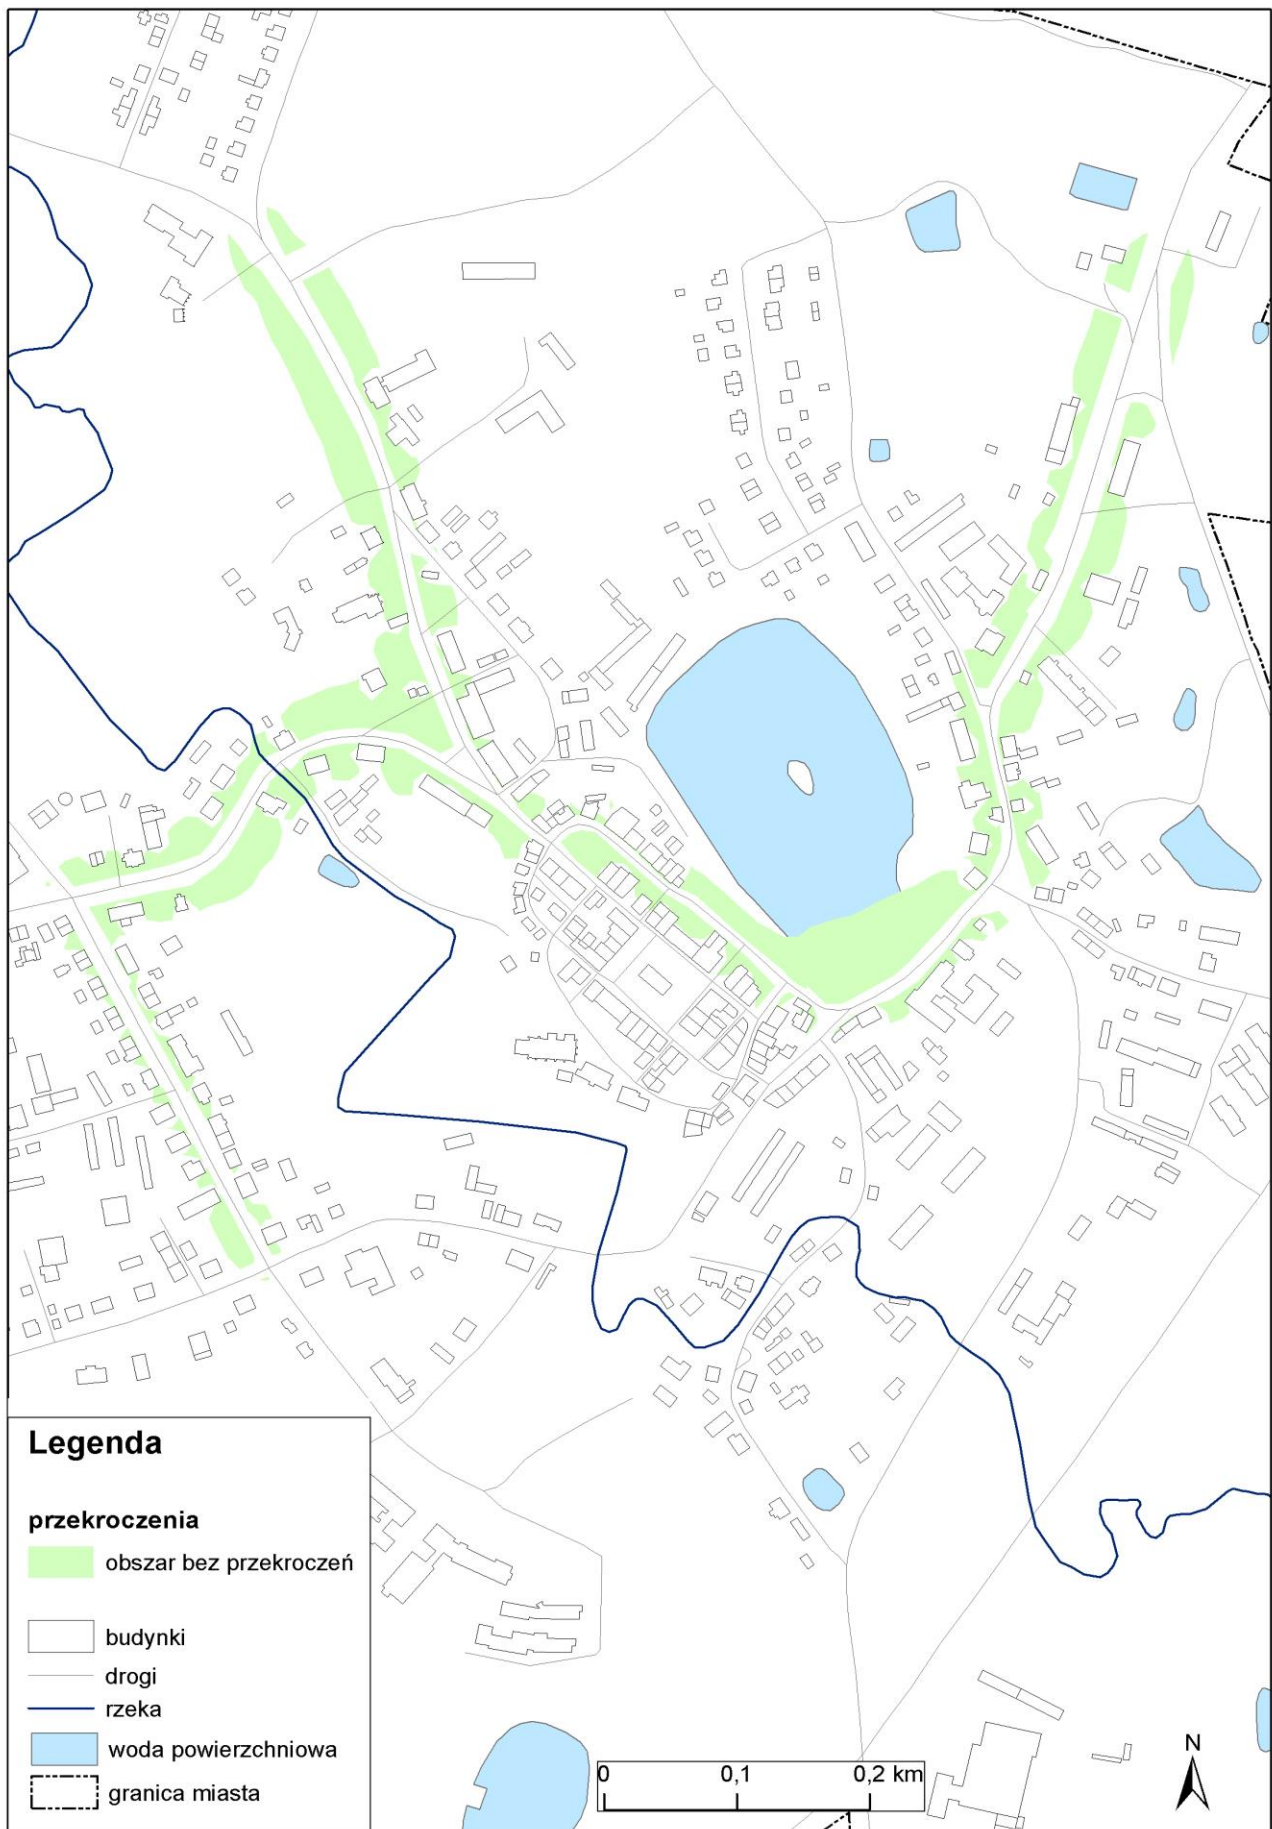 Legenda
przekroczenia
obszar bez przekroczeń
budynki
drogi
rzeka
woda powierzchniowa
granica miasta
0 0,1 0,2 km
N